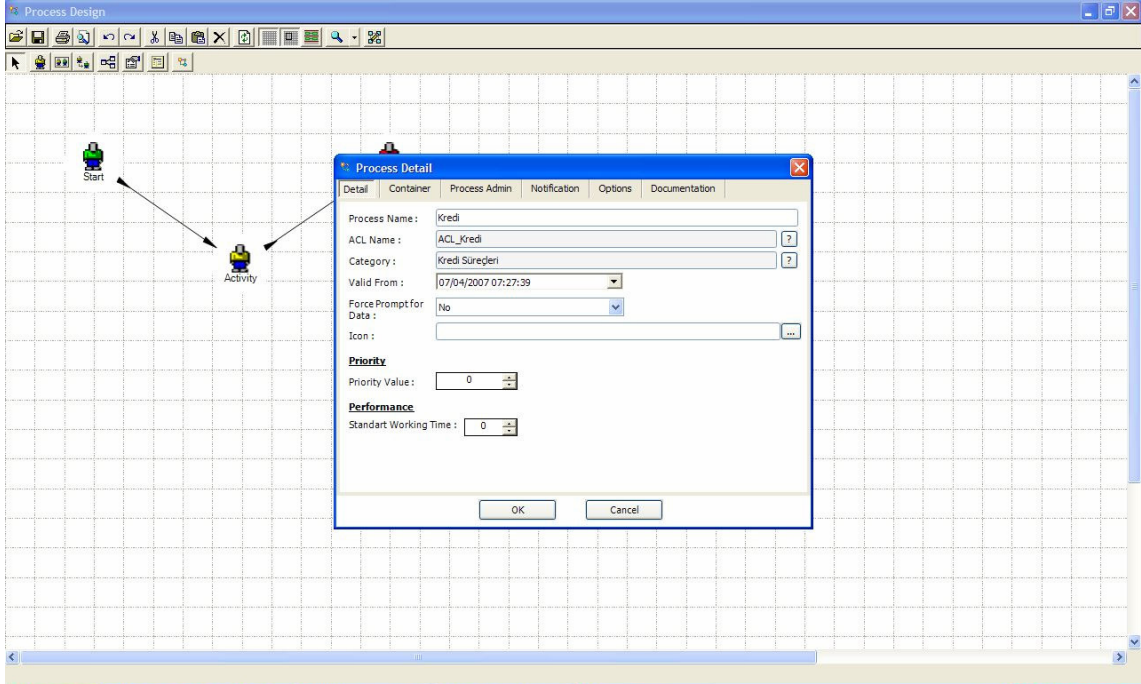 Process Design
Start
Activity
Process Detail
Detail Container Process Admin Notification Options Documentation
Process Name : Kredi
ACL Name : ACL_Kredi ?
Category : Kredi Süreçleri ?
Valid From : 07/04/2007 07:27:39
Force Prompt for
Data : No
Icon : ...
Priority
Priority Value : 0
Performance
Standart Working Time : 0
OK Cancel